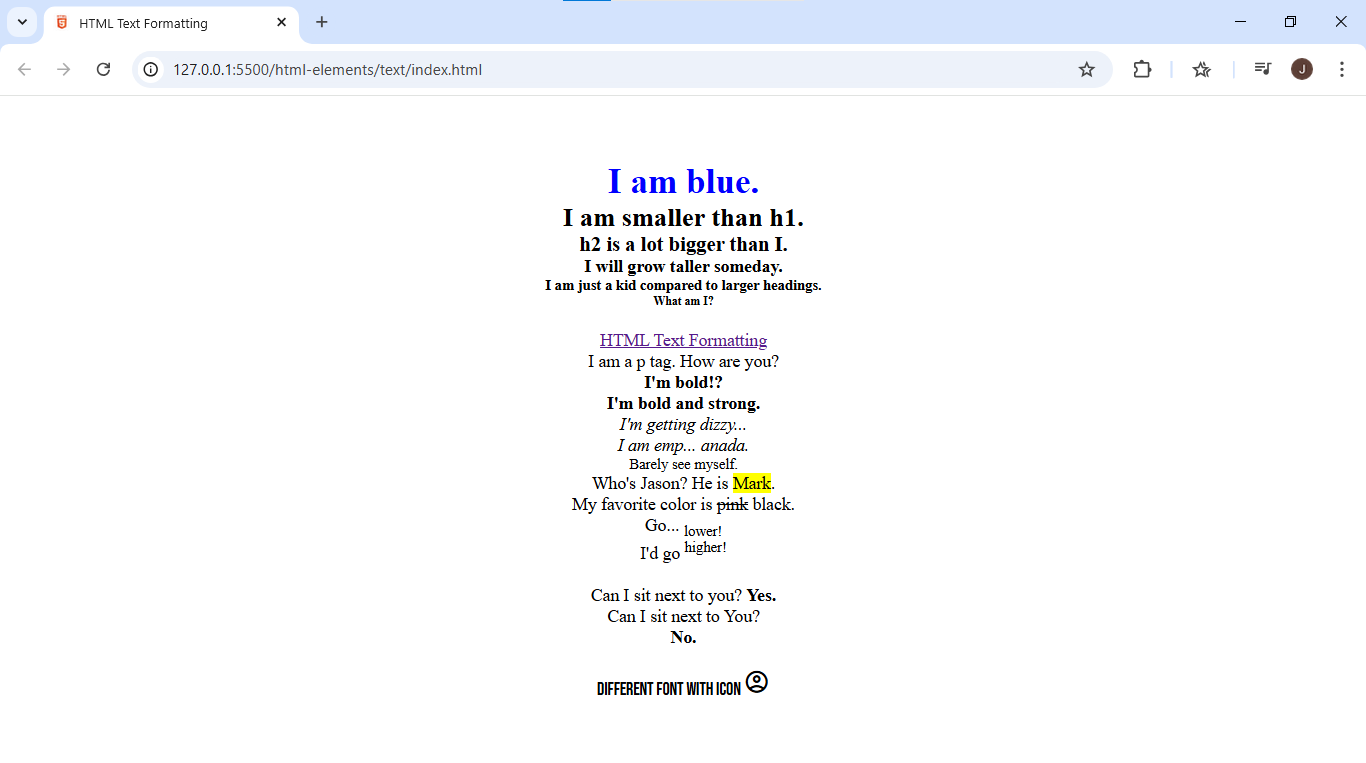 HTML Text Formatting
127.0.0.1:5500/html-elements/text/index.html
J
I am blue.
I am smaller than h1.
h2 is a lot bigger than I.
I will grow taller someday.
I am just a kid compared to larger headings.
What am I?
HTML Text Formatting
I am a p tag. How are you?
I'm bold!?
I'm bold and strong.
I'm getting dizzy...
I am emp... anada.
Barely see myself.
Who's Jason? He is Mark.
My favorite color is pink black.
Go... lower!
I'd go higher!
Can I sit next to you? Yes.
Can I sit next to You?
No.
DIFFERENT FONT WITH ICON